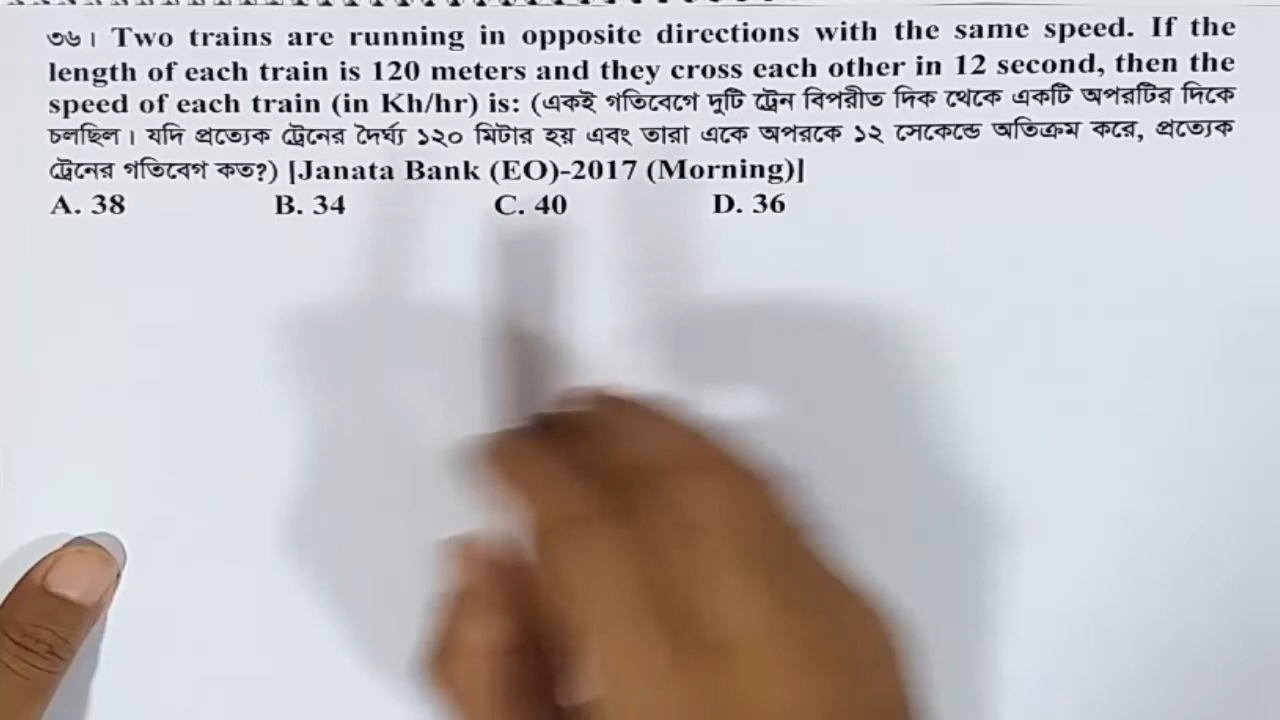 ৩৬। Two trains are running in opposite directions with the same speed. If the
length of each train is 120 meters and they cross each other in 12 second, then the
speed of each train (in Kh/hr) is: (একই গতিবেগে দুটি ট্রেন বিপরীত দিক থেকে একটি অপরটির দিকে
চলছিল। যদি প্রত্যেক ট্রেনের দৈর্ঘ্য ১২০ মিটার হয় এবং তারা একে অপরকে ১২ সেকেন্ডে অতিক্রম করে, প্রত্যেক
ট্রেনের গতিবেগ কত?) [Janata Bank (EO)-2017 (Morning)]
A. 38 B. 34 C. 40 D. 36